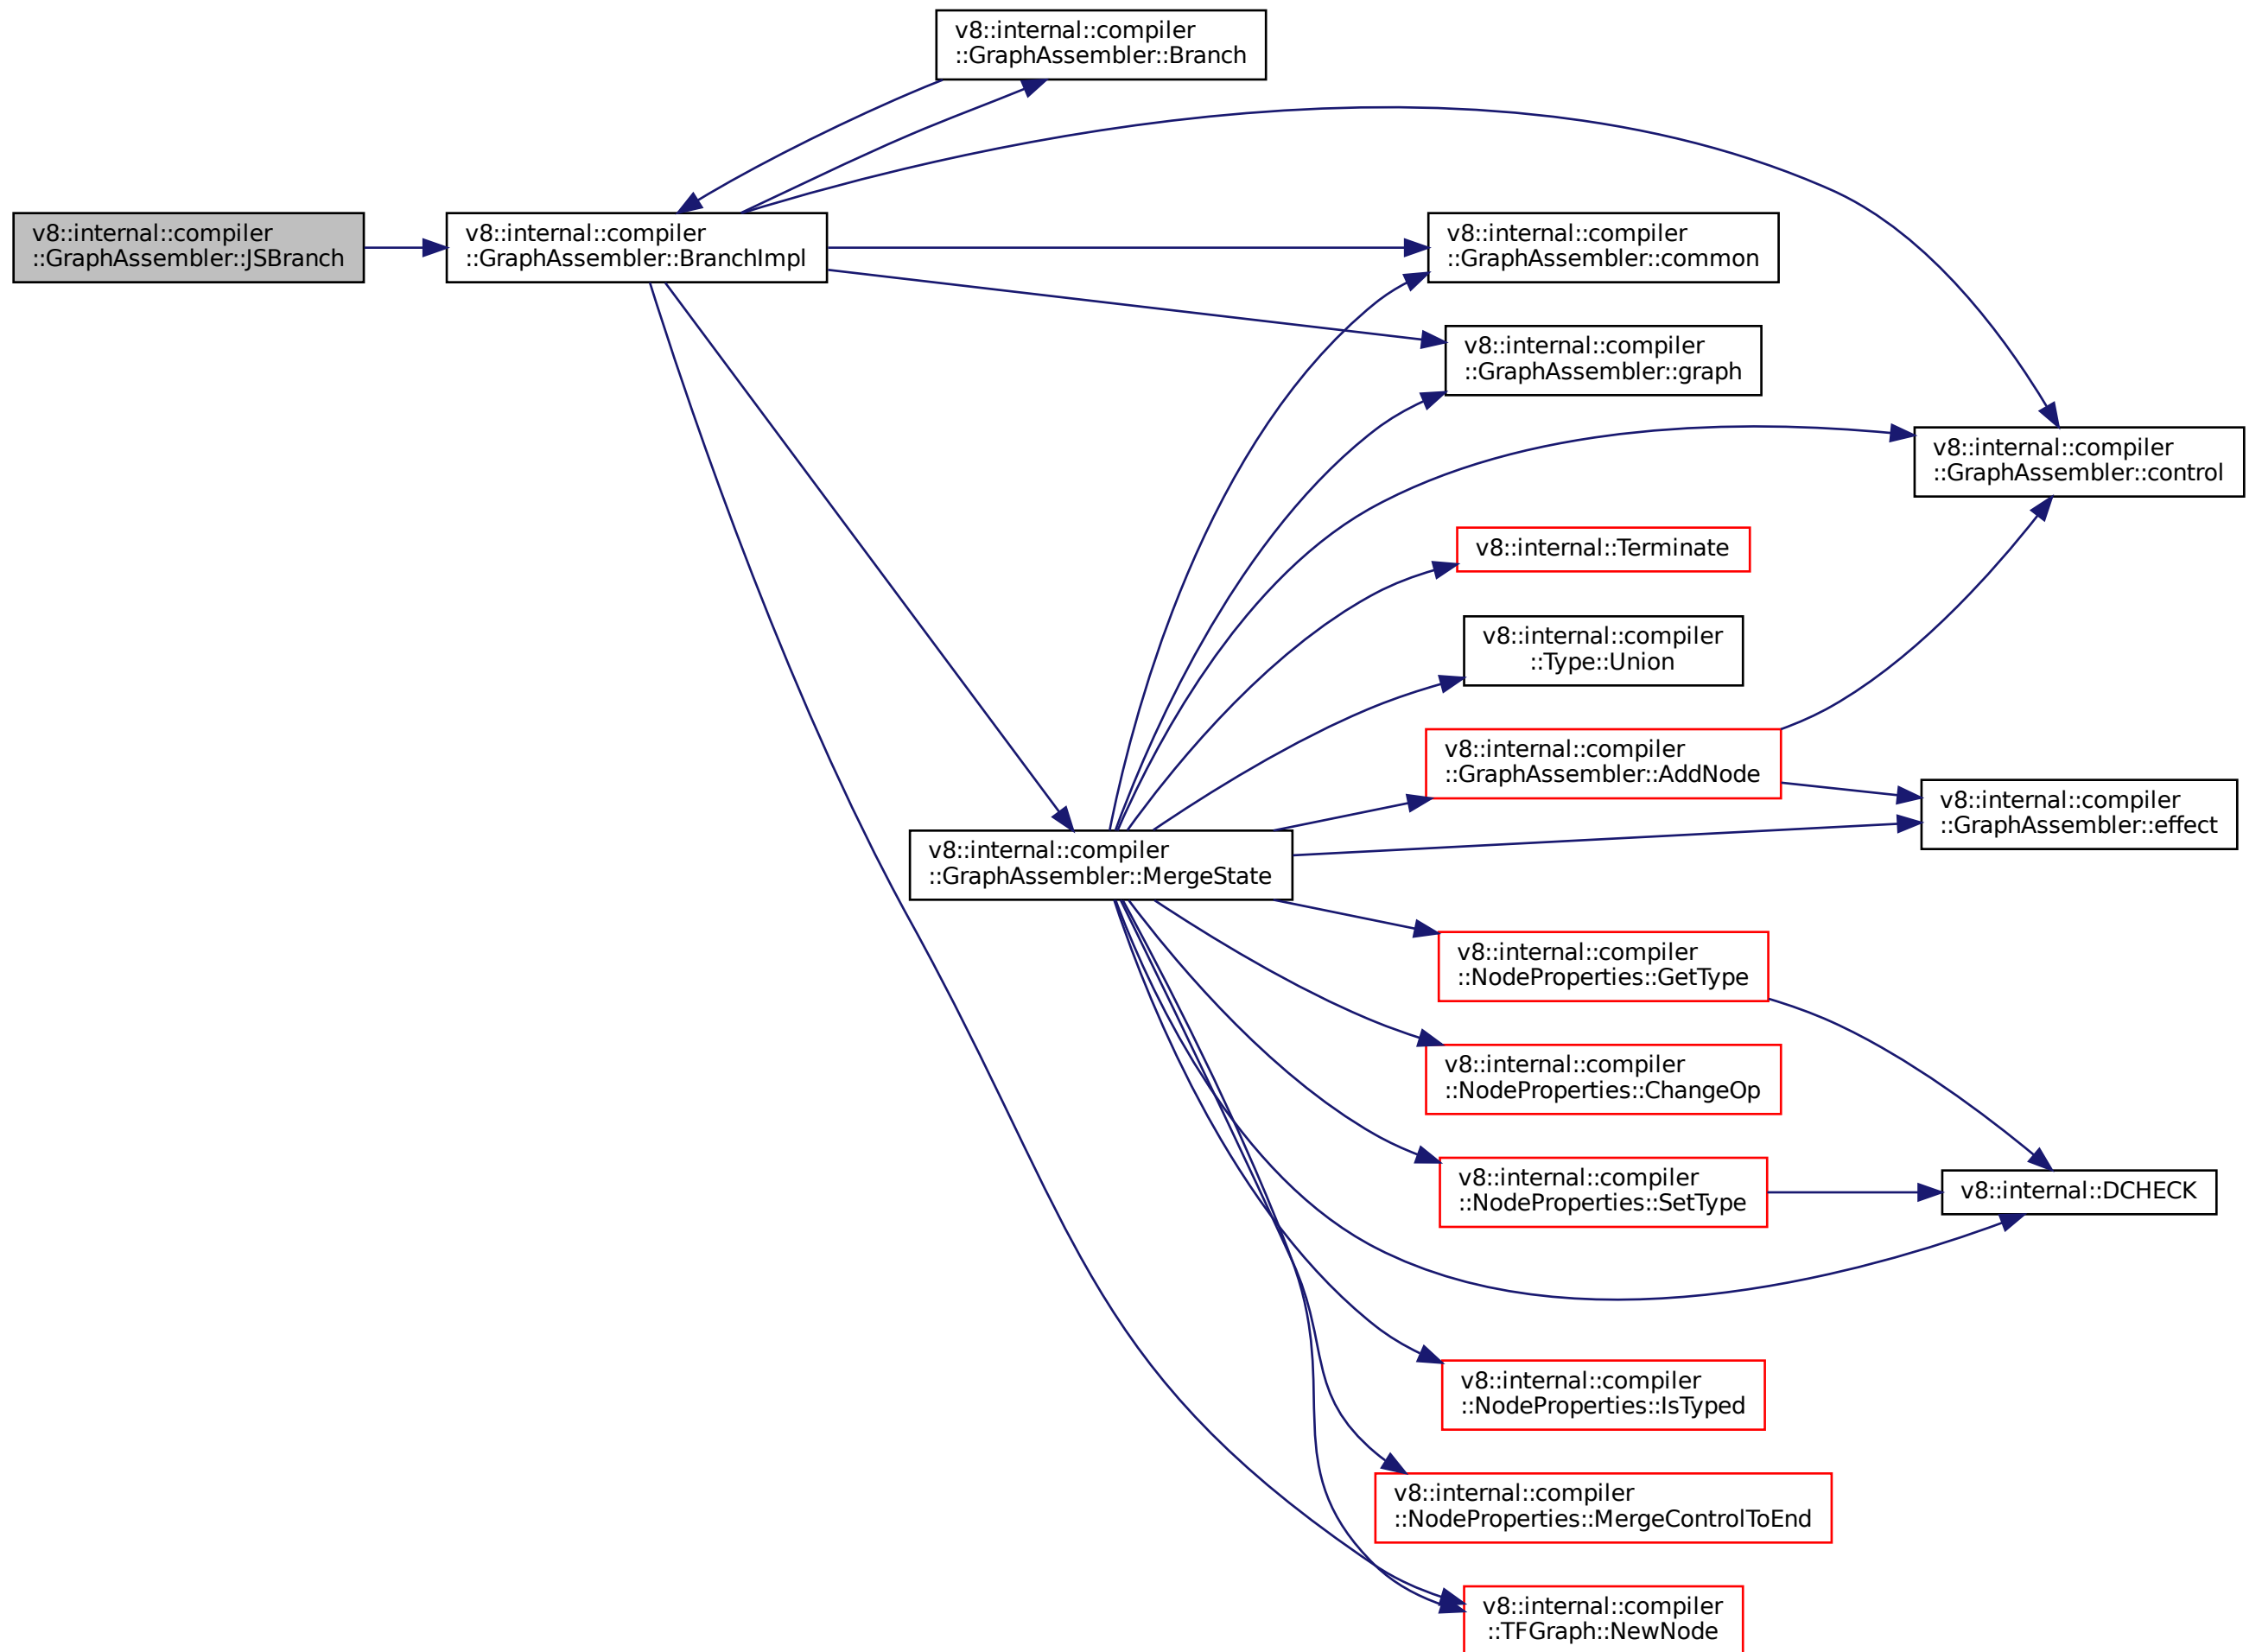 v8::internal::compiler
::GraphAssembler::Branch
v8::internal::compiler
::GraphAssembler::JSBranch
v8::internal::compiler
::GraphAssembler::BranchImpl
v8::internal::compiler
::GraphAssembler::common
v8::internal::compiler
::GraphAssembler::graph
v8::internal::compiler
::GraphAssembler::control
v8::internal::Terminate
v8::internal::compiler
::Type::Union
v8::internal::compiler
::GraphAssembler::AddNode
v8::internal::compiler
::GraphAssembler::effect
v8::internal::compiler
::GraphAssembler::MergeState
v8::internal::compiler
::NodeProperties::GetType
v8::internal::compiler
::NodeProperties::ChangeOp
v8::internal::compiler
::NodeProperties::SetType
v8::internal::DCHECK
v8::internal::compiler
::NodeProperties::IsTyped
v8::internal::compiler
::NodeProperties::MergeControlToEnd
v8::internal::compiler
::TFGraph::NewNode